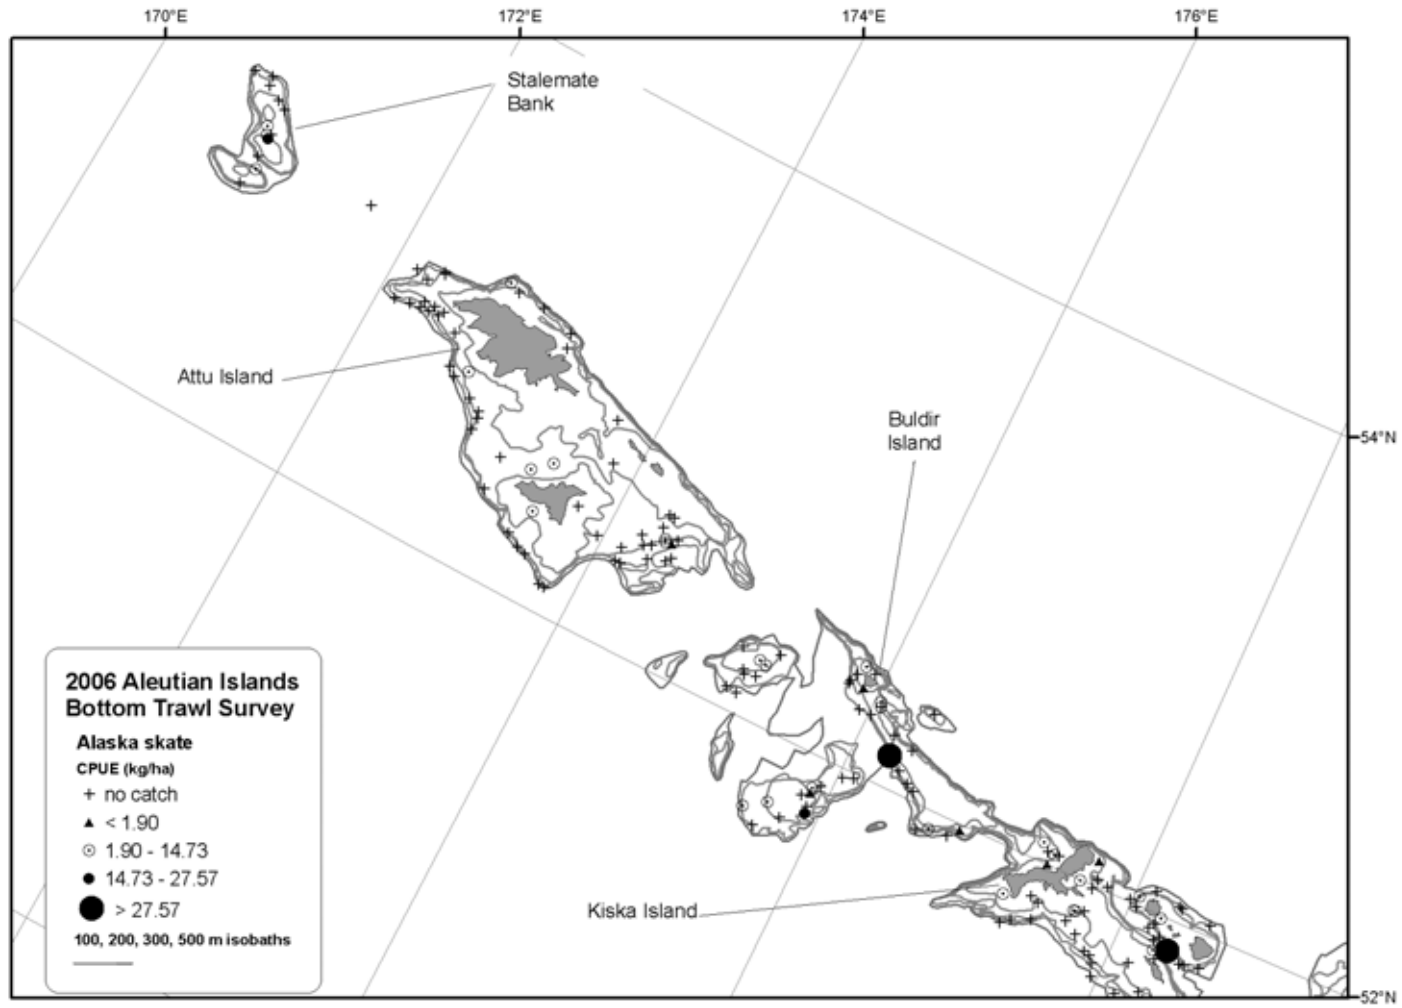 170°E
172°E
174°E
176°E
Stalemate
Bank
Attu Island
Buldir
Island
54°N
2006 Aleutian Islands
Bottom Trawl Survey
Alaska skate
CPUE (kg/ha)
no catch
< 1.90
1.90 - 14.73
14.73 - 27.57
> 27.57
100, 200, 300, 500 m isobaths
Kiska Island
52°N